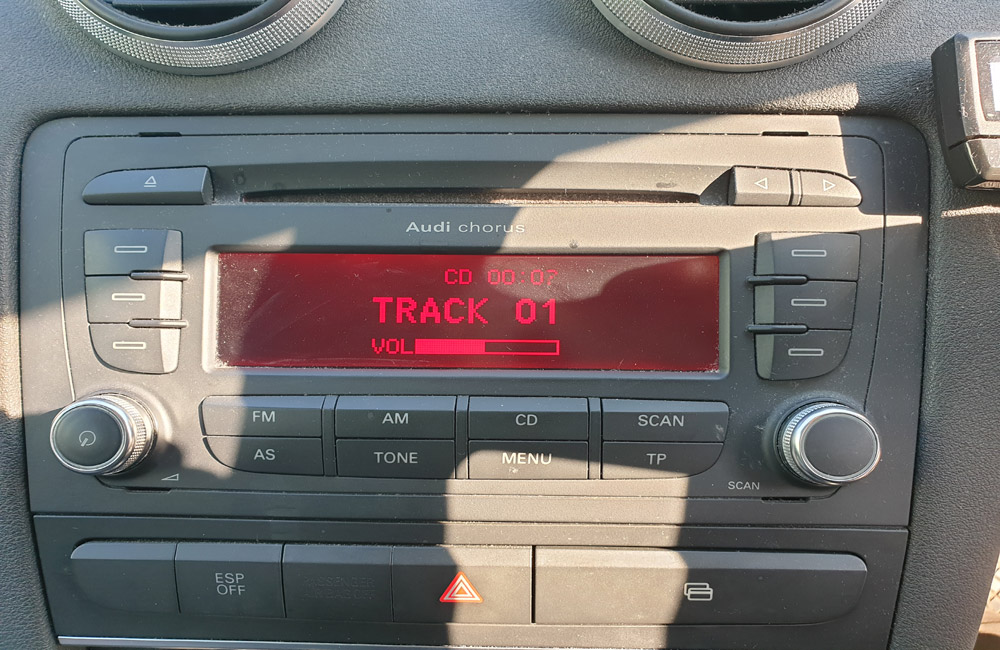 Audi chorus
CD 00:07
TRACK 01
VOL
FM AM CD SCAN
AS TONE MENU TP
SCAN
ESP
OFF